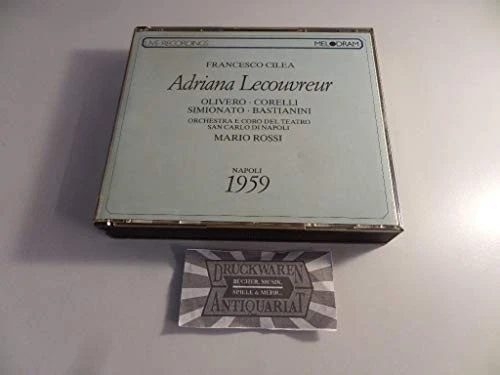 LIVE RECORDINGS MELODRAM
FRANCESCO CILEA
Adriana Lecouvreur
OLIVERO · CORELLI
SIMIONATO · BASTIANINI
ORCHESTRA E CORO DEL TEATRO
SAN CARLO DI NAPOLI
MARIO ROSSI
NAPOLI
1959
DRUCKWAREN
BÜCHER, MUSIK,
SPIELE & MEHR...
ANTIQUARIAT